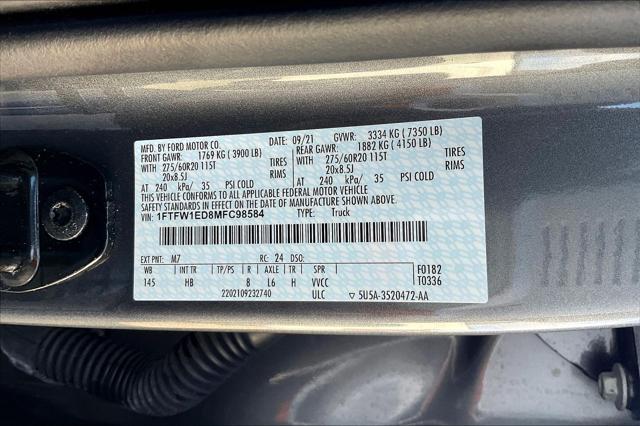 MFD. BY FORD MOTOR CO. DATE: 09/21 GVWR: 3334 KG ( 7350 LB)
FRONT GAWR: 1769 KG ( 3900 LB) REAR GAWR: 1882 KG ( 4150 LB)
275/60R20 115T TIRES 275/60R20 115T TIRES
20x8.5J RIMS 20x8.5J RIMS
AT 240 kPa/ 35 PSI COLD AT 240 kPa/ 35 PSI COLD
THIS VEHICLE CONFORMS TO ALL APPLICABLE FEDERAL MOTOR VEHICLE
SAFETY STANDARDS IN EFFECT ON THE DATE OF MANUFACTURE SHOWN ABOVE.
VIN: 1FTFW1ED8MFC98584 TYPE: Truck
EXT PNT: M7 RC: 24 DSO:
WB INT TR TP/PS R AXLE TR SPR F0182
145 HB 8 L6 H VVCC T0336
2202109232740 ULC ▽ 5U5A-3520472-AA